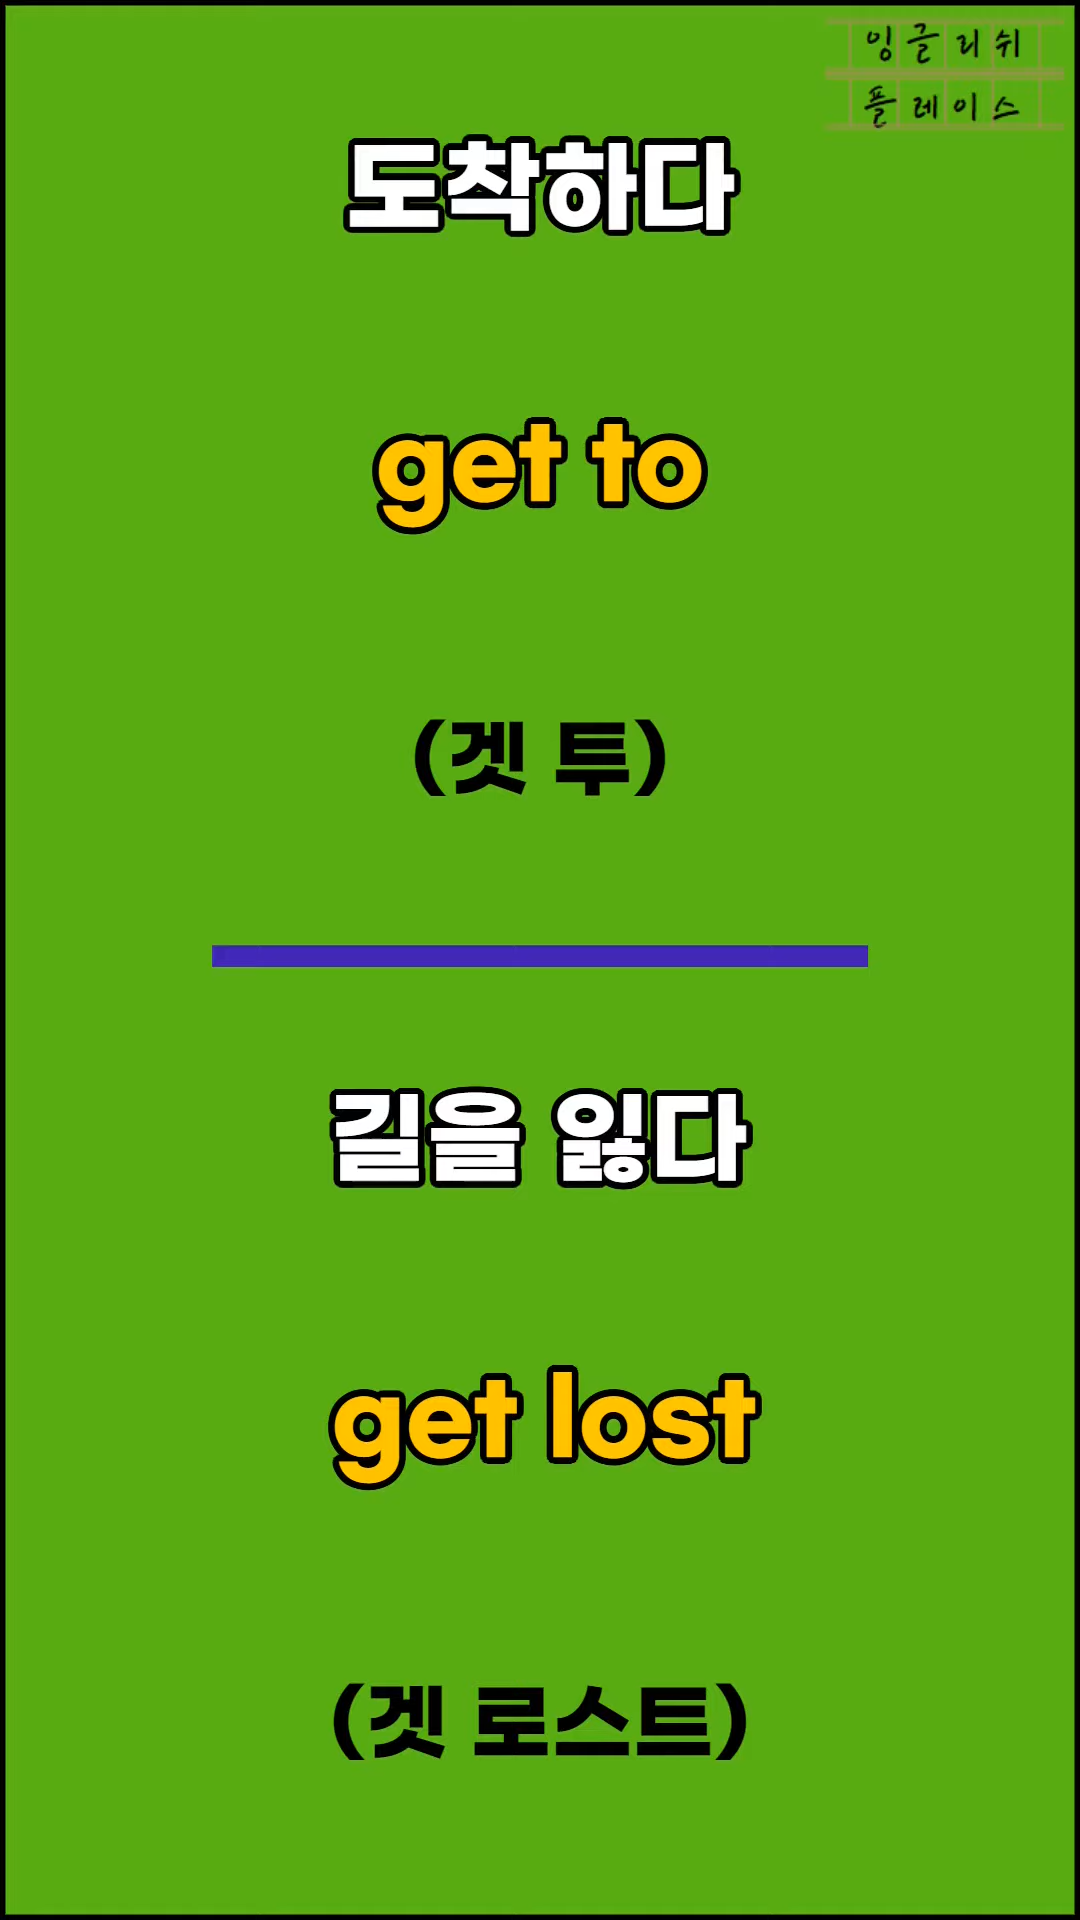 잉글리쉬
플레이스
도착하다
get to
(겟 투)
길을 잃다
get lost
(겟 로스트)